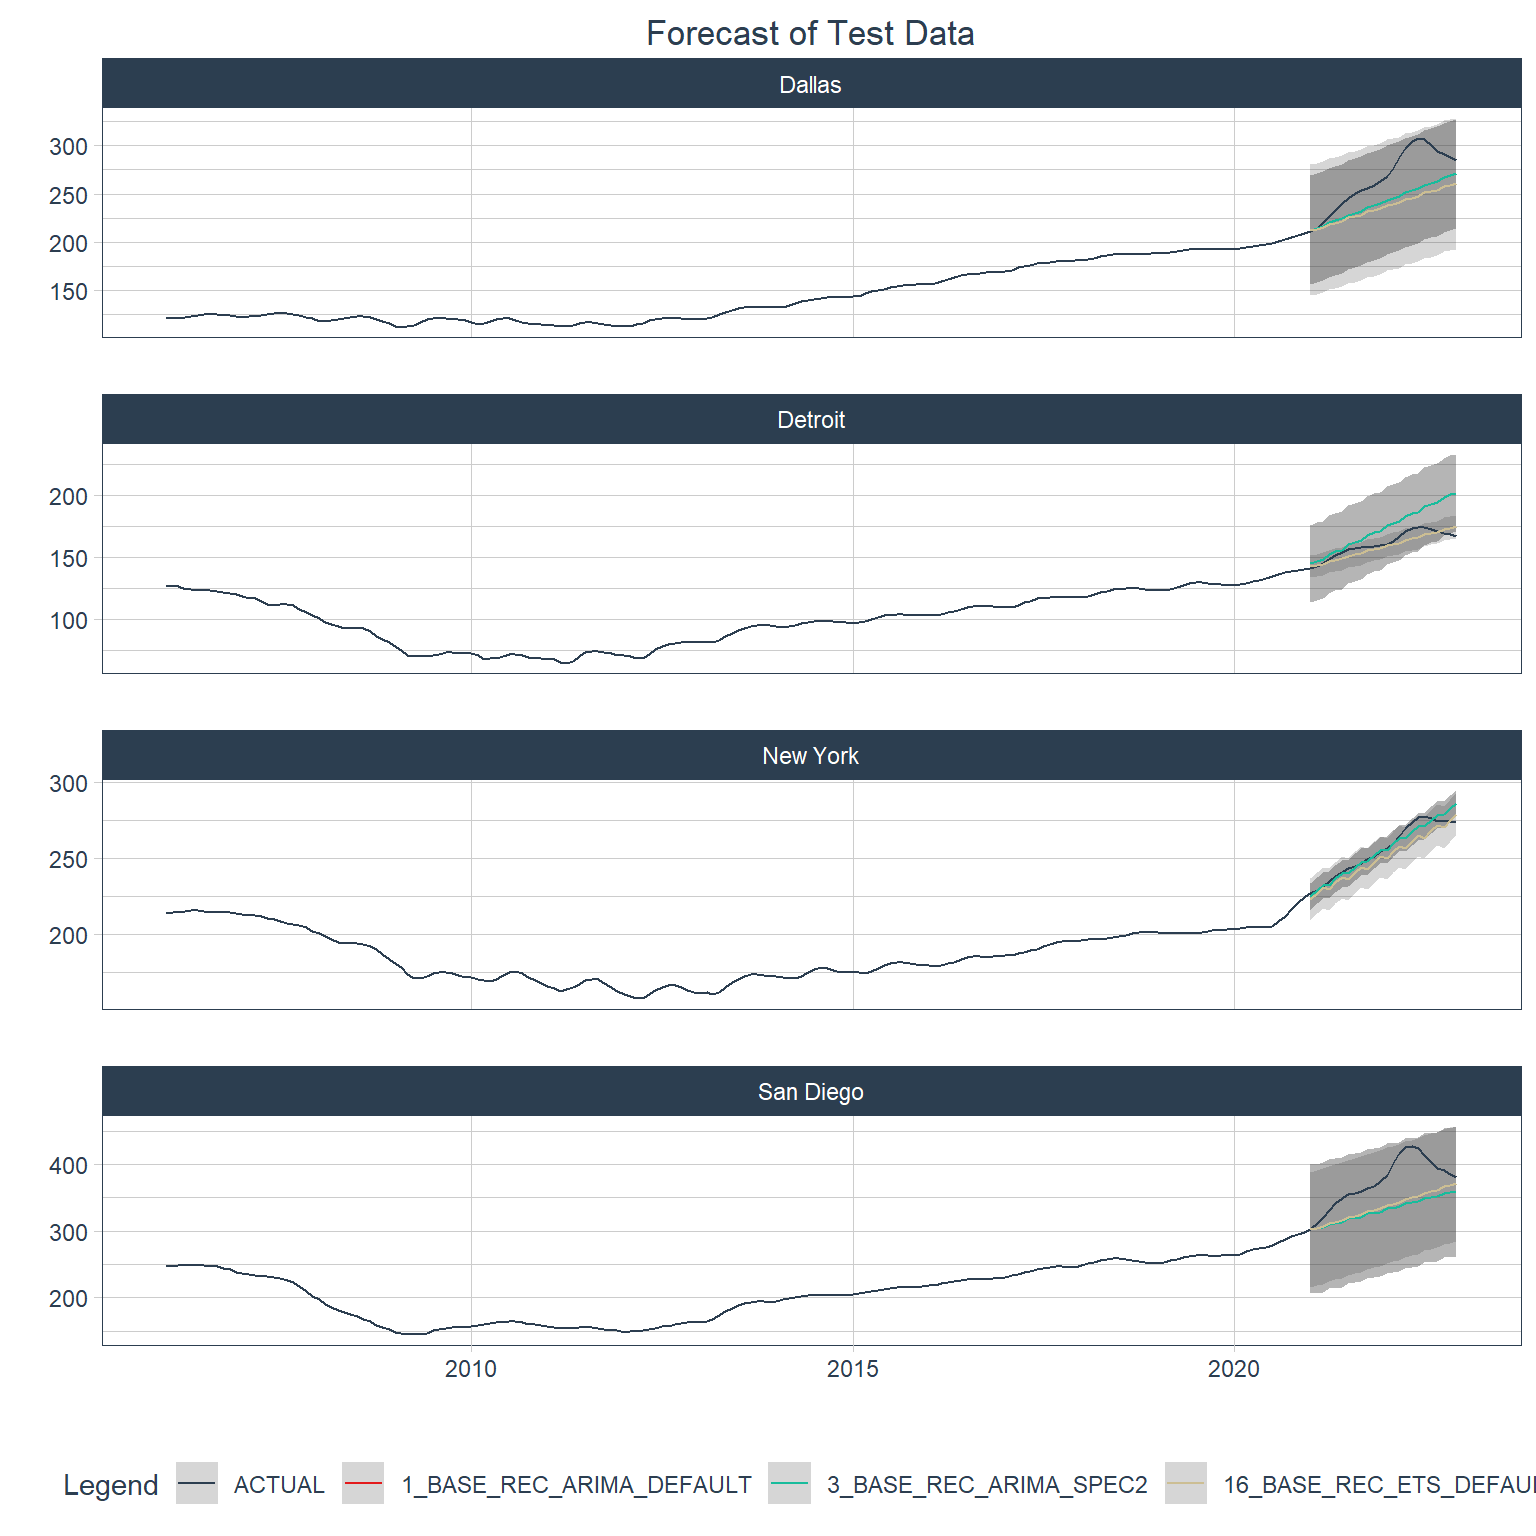 Forecast of Test Data
Dallas
300
250
200
150
Detroit
200
150
100
New York
300
250
200
San Diego
400
300
200
2010 2015 2020
Legend ACTUAL 1_BASE_REC_ARIMA_DEFAULT 3_BASE_REC_ARIMA_SPEC2 16_BASE_REC_ETS_DEFAU